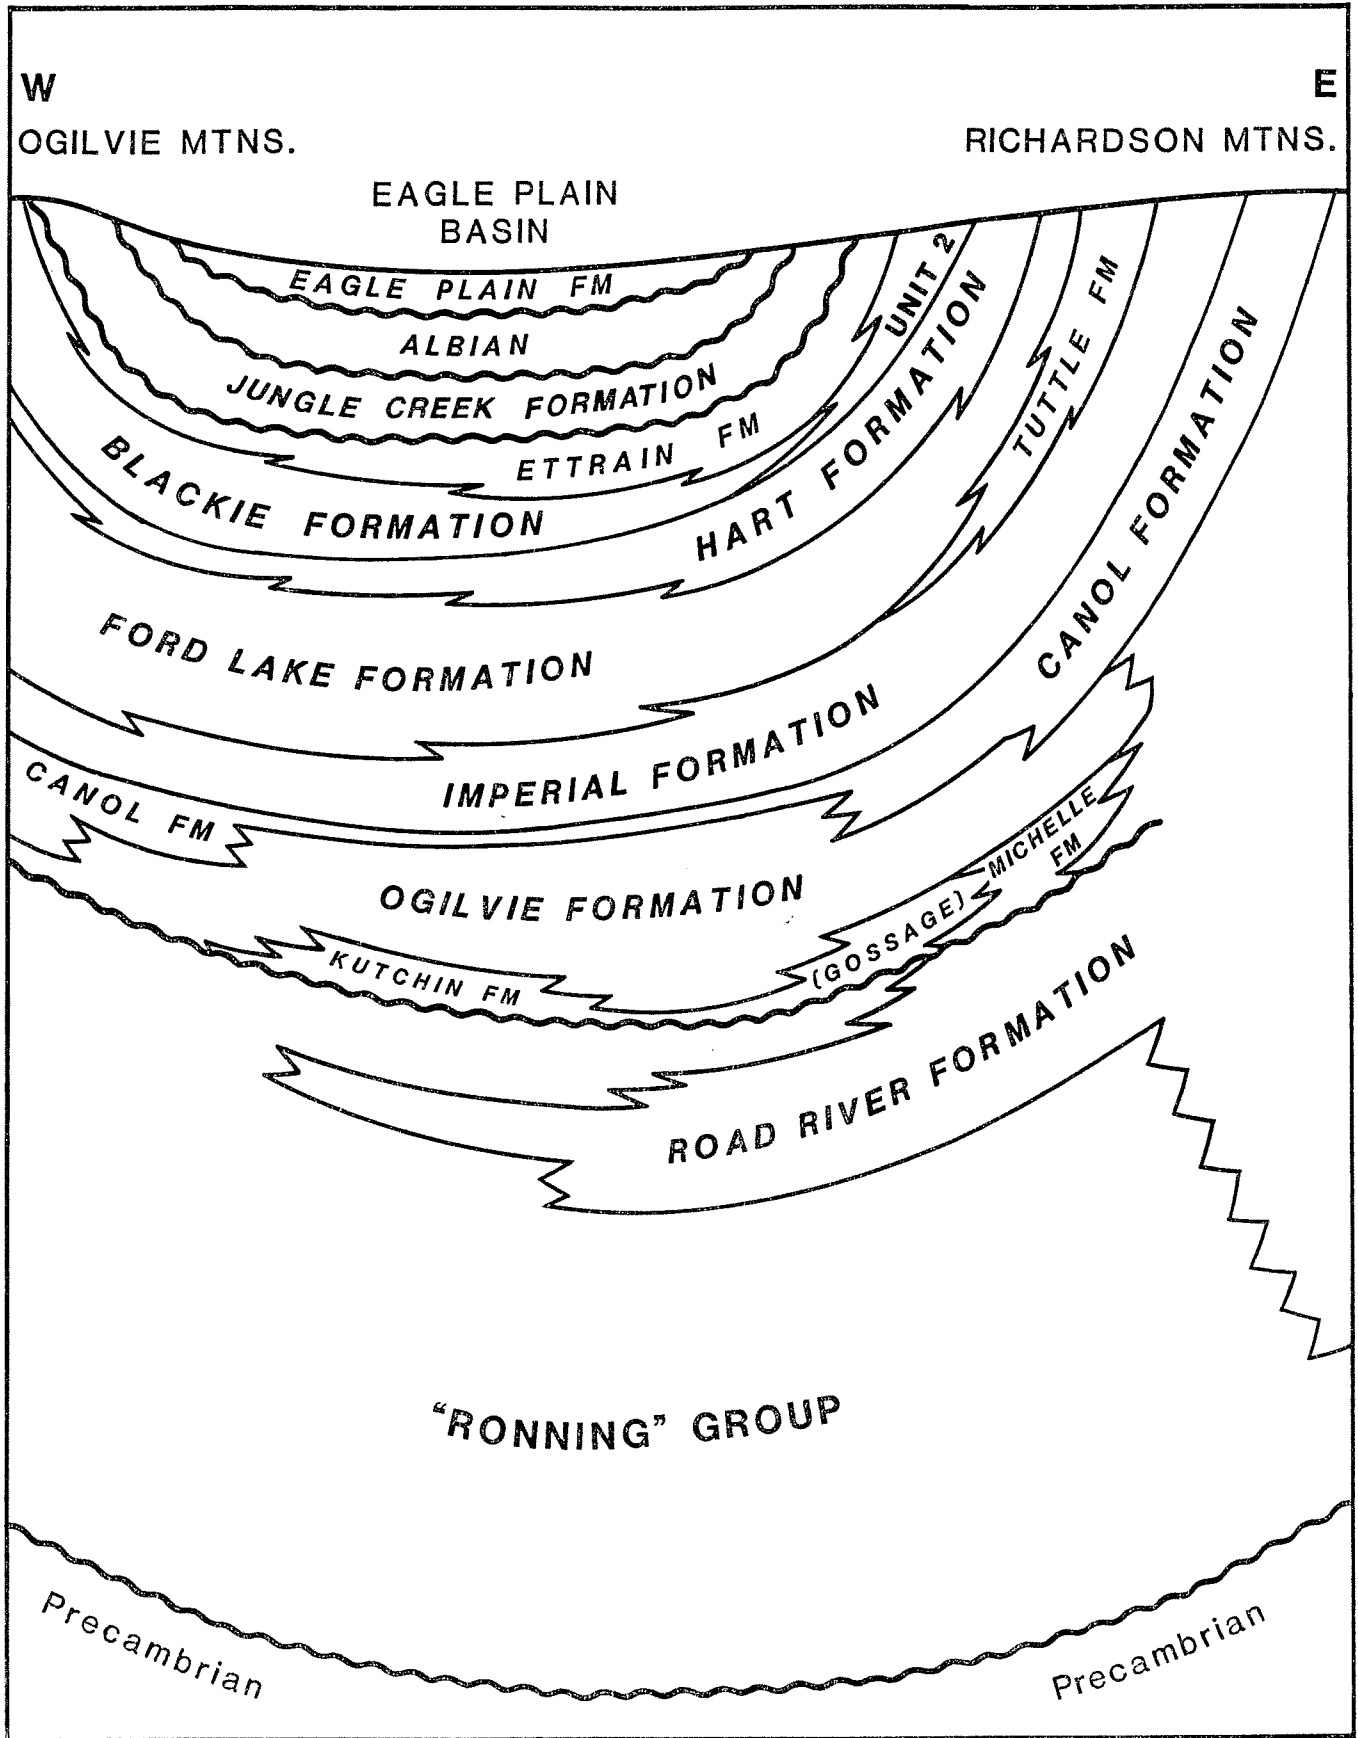 W
E
OGILVIE MTNS.
RICHARDSON MTNS.
EAGLE PLAIN
BASIN
EAGLE PLAIN FM
ALBIAN
JUNGLE CREEK FORMATION
ETTRAIN FM
UNIT 2
BLACKIE FORMATION
HART FORMATION
TUTTLE FM
FORD LAKE FORMATION
CANOL FORMATION
IMPERIAL FORMATION
CANOL FM
OGILVIE FORMATION
MICHELLE
FM
(GOSSAGE)
KUTCHIN FM
ROAD RIVER FORMATION
“RONNING” GROUP
Precambrian
Precambrian